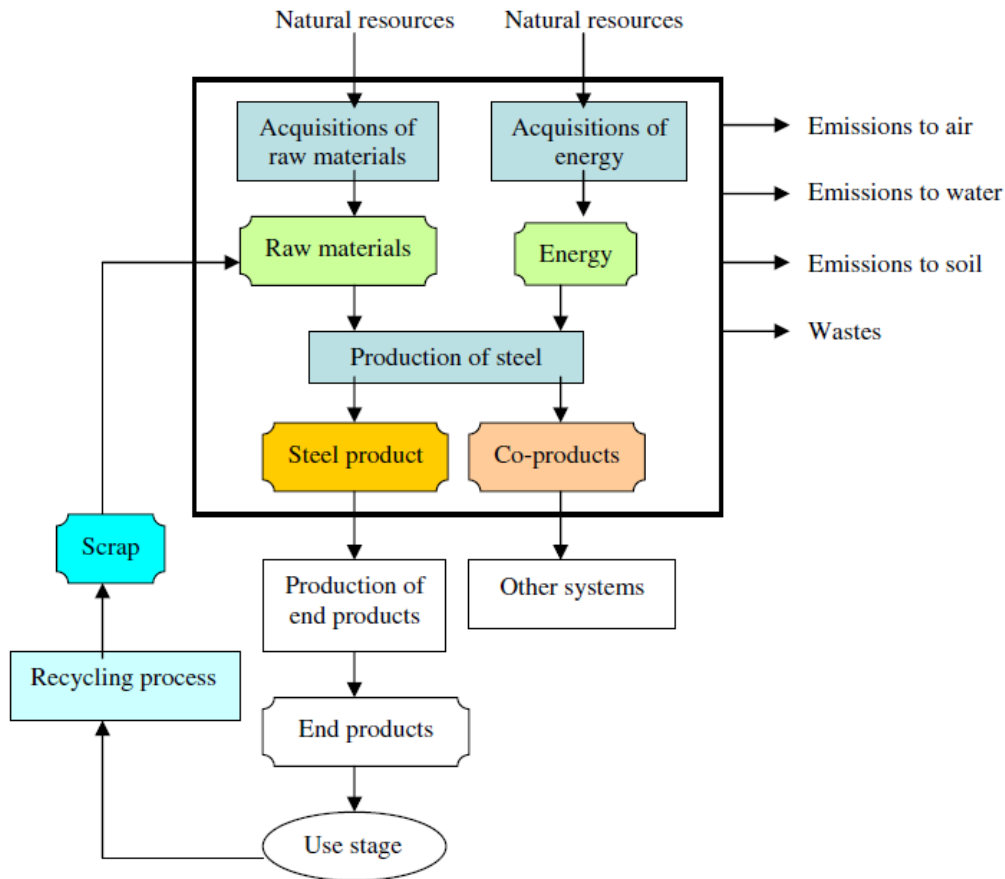 Natural resources
Natural resources
Acquisitions of
raw materials
Acquisitions of
energy
Emissions to air
Emissions to water
Raw materials
Energy
Emissions to soil
Wastes
Production of steel
Steel product
Co-products
Scrap
Production of
end products
Other systems
Recycling process
End products
Use stage